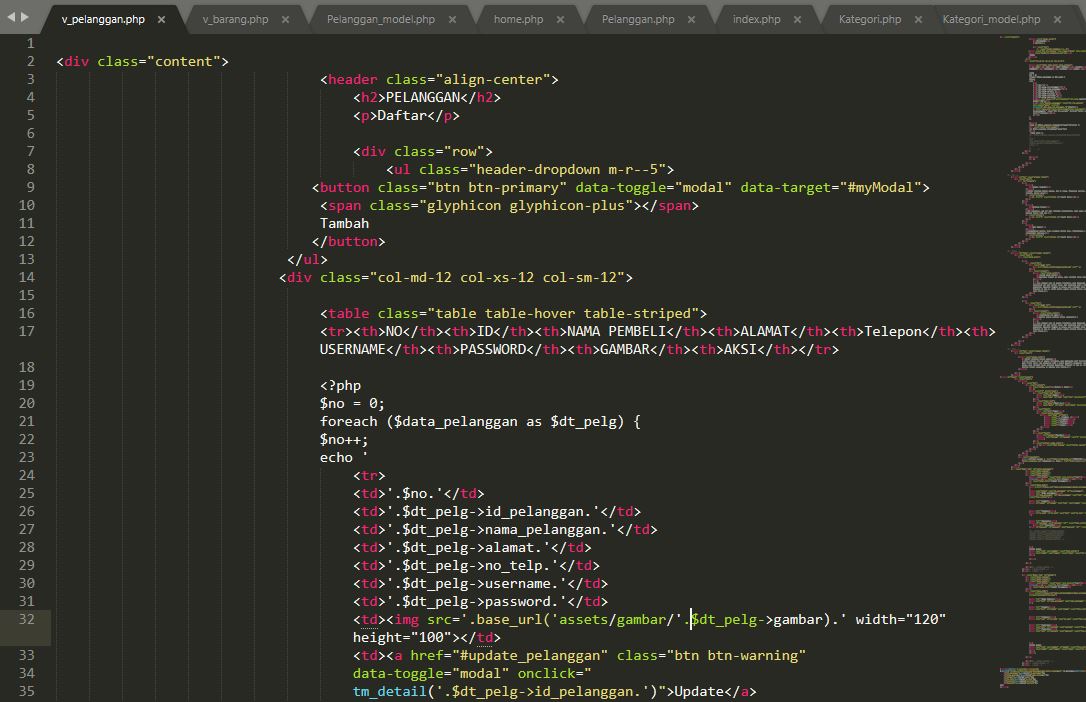 v_pelanggan.php × v_barang.php × Pelanggan_model.php × home.php × Pelanggan.php × index.php × Kategori.php × Kategori_model.php ×
1
2 <div class="content">
3 <header class="align-center">
4 <h2>PELANGGAN</h2>
5 <p>Daftar</p>
6
7 <div class="row">
8 <ul class="header-dropdown m-r--5">
9 <button class="btn btn-primary" data-toggle="modal" data-target="#myModal">
10 <span class="glyphicon glyphicon-plus"></span>
11 Tambah
12 </button>
13 </ul>
14 <div class="col-md-12 col-xs-12 col-sm-12">
15
16 <table class="table table-hover table-striped">
17 <tr><th>NO</th><th>ID</th><th>NAMA PEMBELI</th><th>ALAMAT</th><th>Telepon</th><th>
USERNAME</th><th>PASSWORD</th><th>GAMBAR</th><th>AKSI</th></tr>
18
19 <?php
20 $no = 0;
21 foreach ($data_pelanggan as $dt_pelg) {
22 $no++;
23 echo '
24 <tr>
25 <td>'.$no.'</td>
26 <td>'.$dt_pelg->id_pelanggan.'</td>
27 <td>'.$dt_pelg->nama_pelanggan.'</td>
28 <td>'.$dt_pelg->alamat.'</td>
29 <td>'.$dt_pelg->no_telp.'</td>
30 <td>'.$dt_pelg->username.'</td>
31 <td>'.$dt_pelg->password.'</td>
32 <td><img src='.base_url('assets/gambar/'.$dt_pelg->gambar).' width="120"
height="100"></td>
33 <td><a href="#update_pelanggan" class="btn btn-warning"
34 data-toggle="modal" onclick="
35 tm_detail('.$dt_pelg->id_pelanggan.')">Update</a>